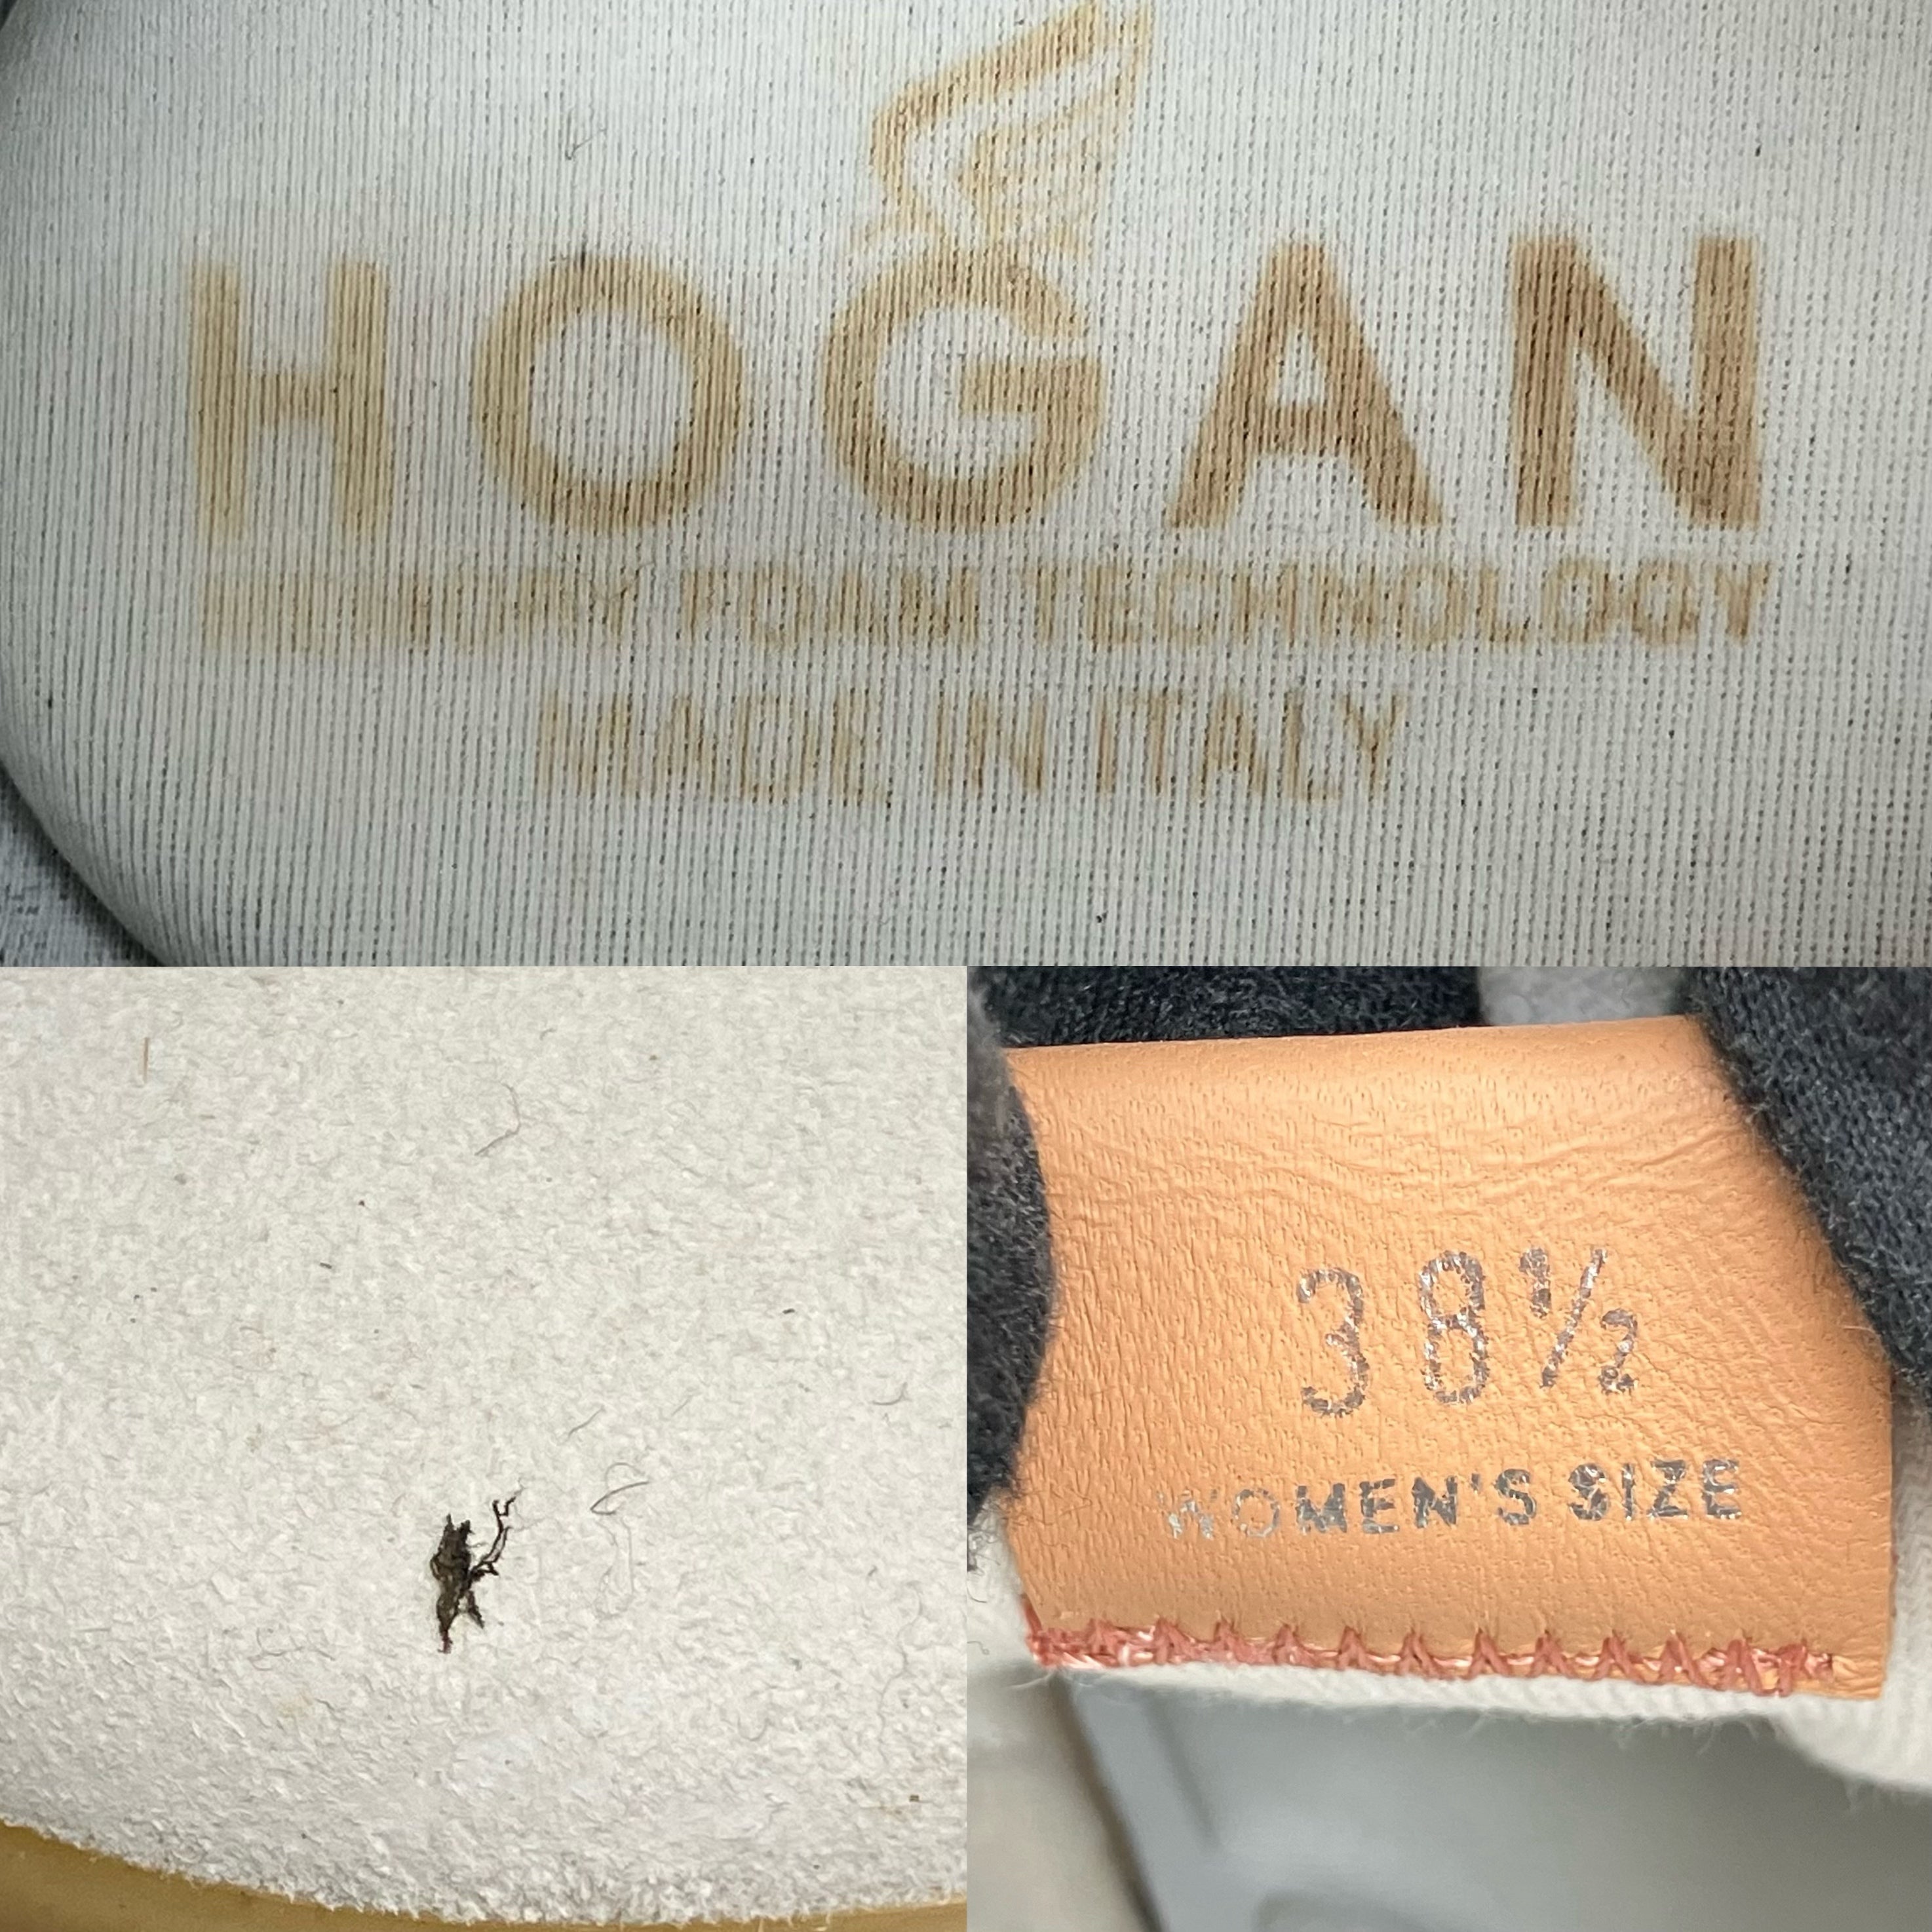 HOGAN
MEMORY FOAM TECHNOLOGY
MADE IN ITALY
38½
WOMEN'S SIZE